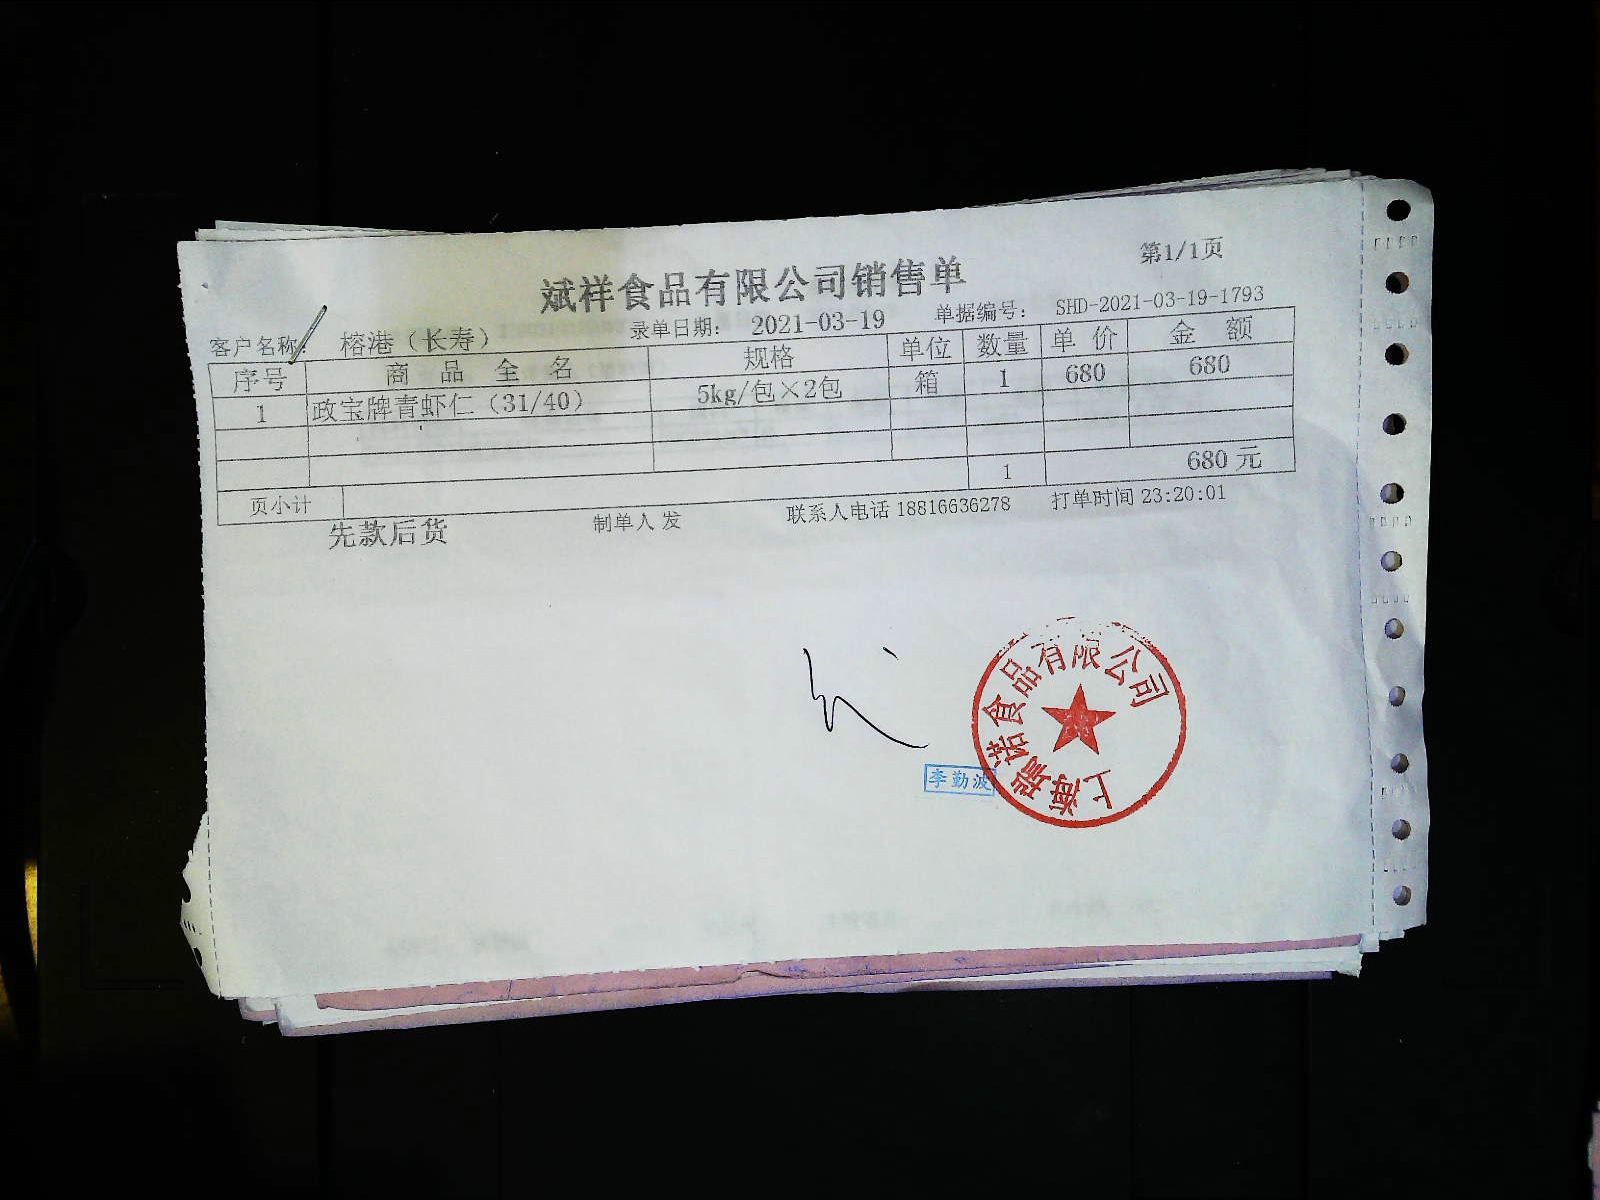 第1/1页
斌祥食品有限公司销售单
客户名称: 榕港（长寿） 录单日期: 2021-03-19 单据编号: SHD-2021-03-19-1793
序号 商品全名 规格 单位 数量 单价 金额
1 政宝牌青虾仁（31/40） 5kg/包×2包 箱 1 680 680
页小计 1 680元
先款后货 制单人 发 联系人电话 18816636278 打单时间 23:20:01
上海瑞诺食品有限公司
李勤波